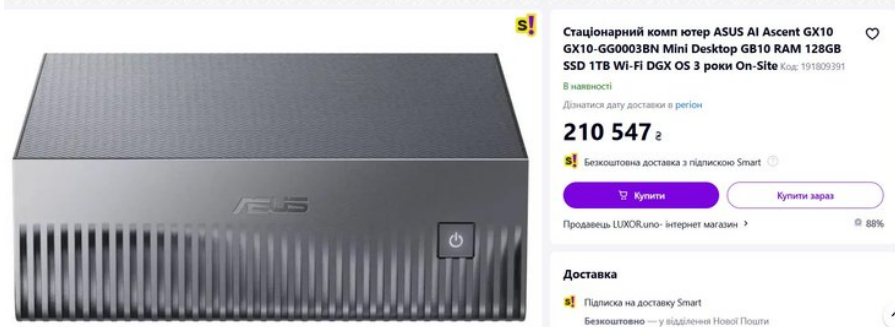 S!
ASUS
Стаціонарний комп ютер ASUS AI Ascent GX10
GX10-GG0003BN Mini Desktop GB10 RAM 128GB
SSD 1TB Wi-Fi DGX OS 3 роки On-Site Код: 191809391
В наявності
Дізнатися дату доставки в регіон
210 547 ₴
S! Безкоштовна доставка з підпискою Smart
Купити
Купити зараз
Продавець LUXOR.uno- інтернет магазин
88%
Доставка
S! Підписка на доставку Smart
Безкоштовно — у відділення Нової Пошти